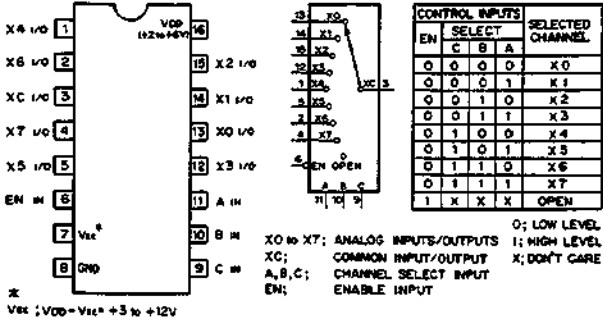 X4 I/O 1
VDD
(+2 to +6V)
16
X6 I/O 2
15 X2 I/O
XC I/O 3
14 X1 I/O
X7 I/O 4
13 X0 I/O
X5 I/O 5
12 X3 I/O
EN IN 6
11 A IN
7 VEE*
10 B IN
8 GND
9 C IN
*
VEE ; VDD - VEE = +3 to +12V
13 X0
14 X1
15 X2
12 X3
1 X4
5 X5
2 X6
4 X7
XC 3
6 EN OPEN
A B C
11 10 9
X0 to X7; ANALOG INPUTS/OUTPUTS
XC; COMMON INPUT/OUTPUT
A,B,C; CHANNEL SELECT INPUT
EN; ENABLE INPUT
CONTROL INPUTS
SELECTED CHANNEL
EN SELECT
C B A
0 0 0 0 X0
0 0 0 1 X1
0 0 1 0 X2
0 0 1 1 X3
0 1 0 0 X4
0 1 0 1 X5
0 1 1 0 X6
0 1 1 1 X7
1 X X X OPEN
0; LOW LEVEL
1; HIGH LEVEL
X; DON'T CARE